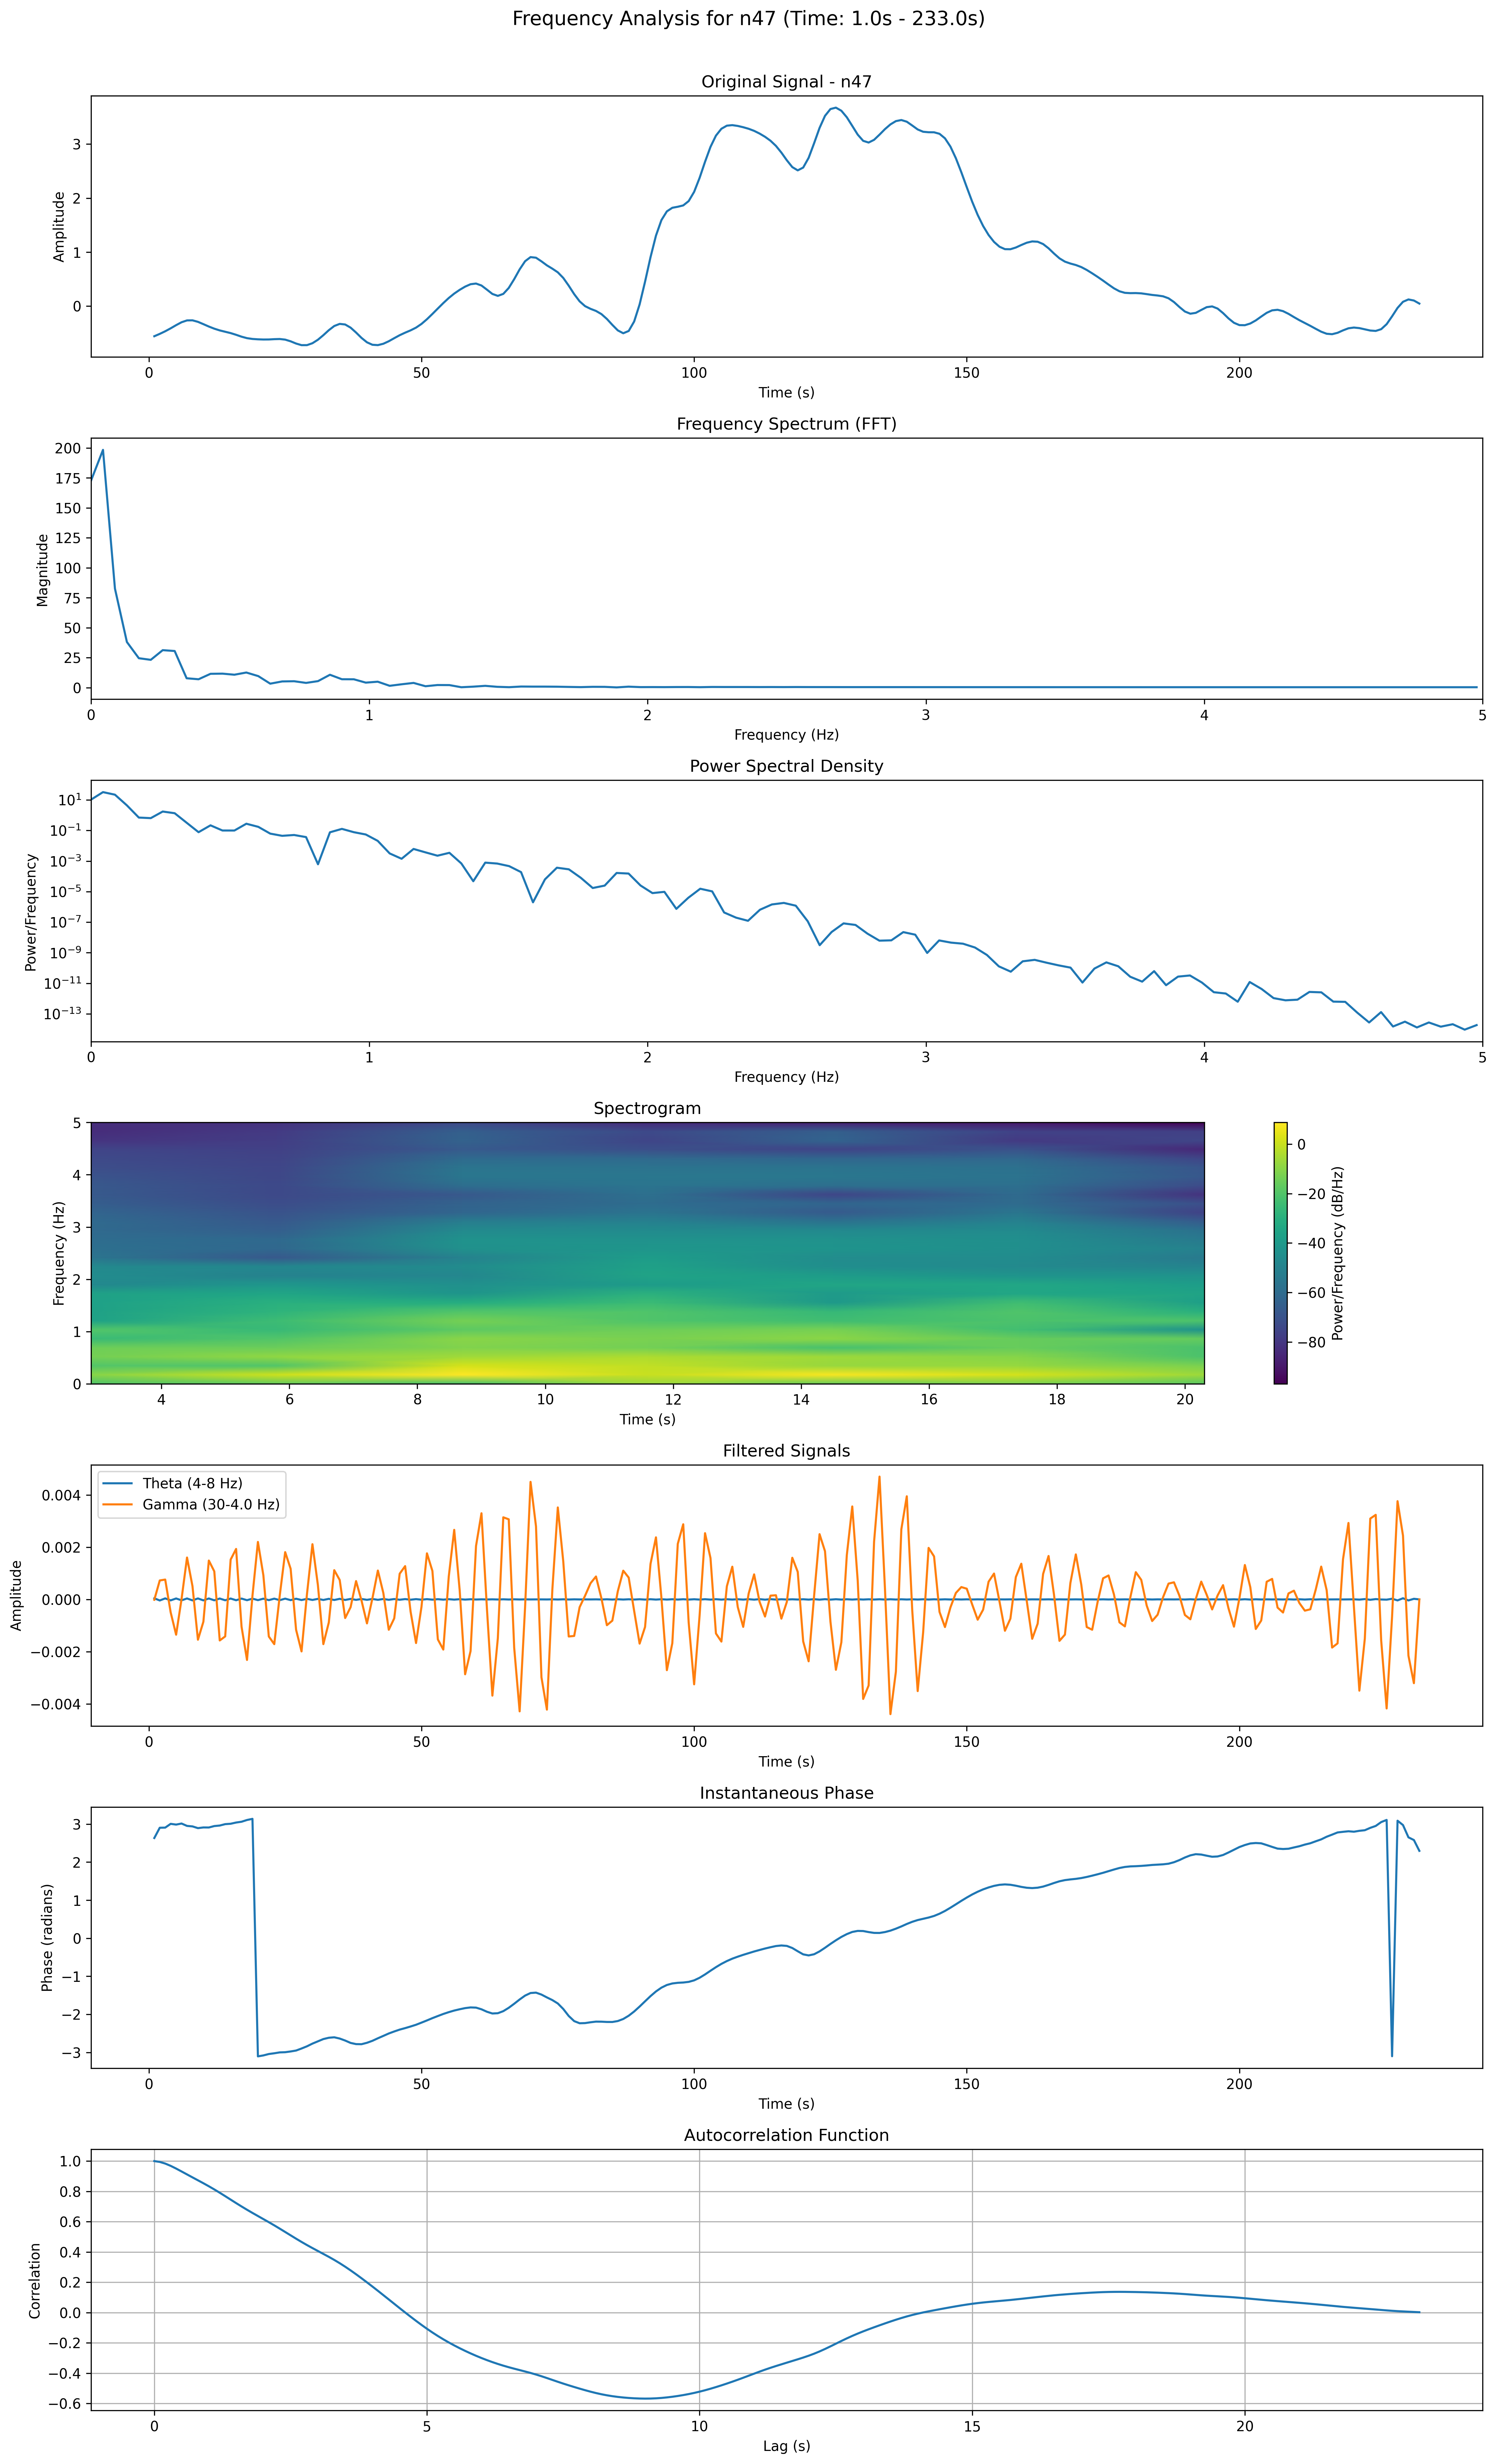 Frequency Analysis for n47 (Time: 1.0s - 233.0s)
Original Signal - n47
Amplitude
3
2
1
0
0 50 100 150 200
Time (s)
Frequency Spectrum (FFT)
Magnitude
200
175
150
125
100
75
50
25
0
0 1 2 3 4 5
Frequency (Hz)
Power Spectral Density
Power/Frequency
10¹
10⁻¹
10⁻³
10⁻⁵
10⁻⁷
10⁻⁹
10⁻¹¹
10⁻¹³
0 1 2 3 4 5
Frequency (Hz)
Spectrogram
Frequency (Hz)
5
4
3
2
1
0
4 6 8 10 12 14 16 18 20
Time (s)
0
−20
−40
−60
−80
Power/Frequency (dB/Hz)
Filtered Signals
Theta (4-8 Hz)
Gamma (30-4.0 Hz)
Amplitude
0.004
0.002
0.000
−0.002
−0.004
0 50 100 150 200
Time (s)
Instantaneous Phase
Phase (radians)
3
2
1
0
−1
−2
−3
0 50 100 150 200
Time (s)
Autocorrelation Function
Correlation
1.0
0.8
0.6
0.4
0.2
0.0
−0.2
−0.4
−0.6
0 5 10 15 20
Lag (s)